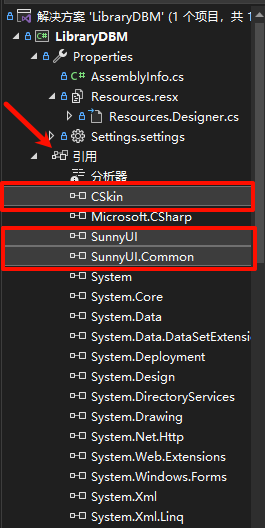 解决方案 'LibraryDBM' (1 个项目，共 1
LibraryDBM
Properties
AssemblyInfo.cs
Resources.resx
Resources.Designer.cs
Settings.settings
引用
分析器
CSkin
Microsoft.CSharp
SunnyUI
SunnyUI.Common
System
System.Core
System.Data
System.Data.DataSetExtensi
System.Deployment
System.Design
System.DirectoryServices
System.Drawing
System.Net.Http
System.Web.Extensions
System.Windows.Forms
System.Xml
System.Xml.Linq